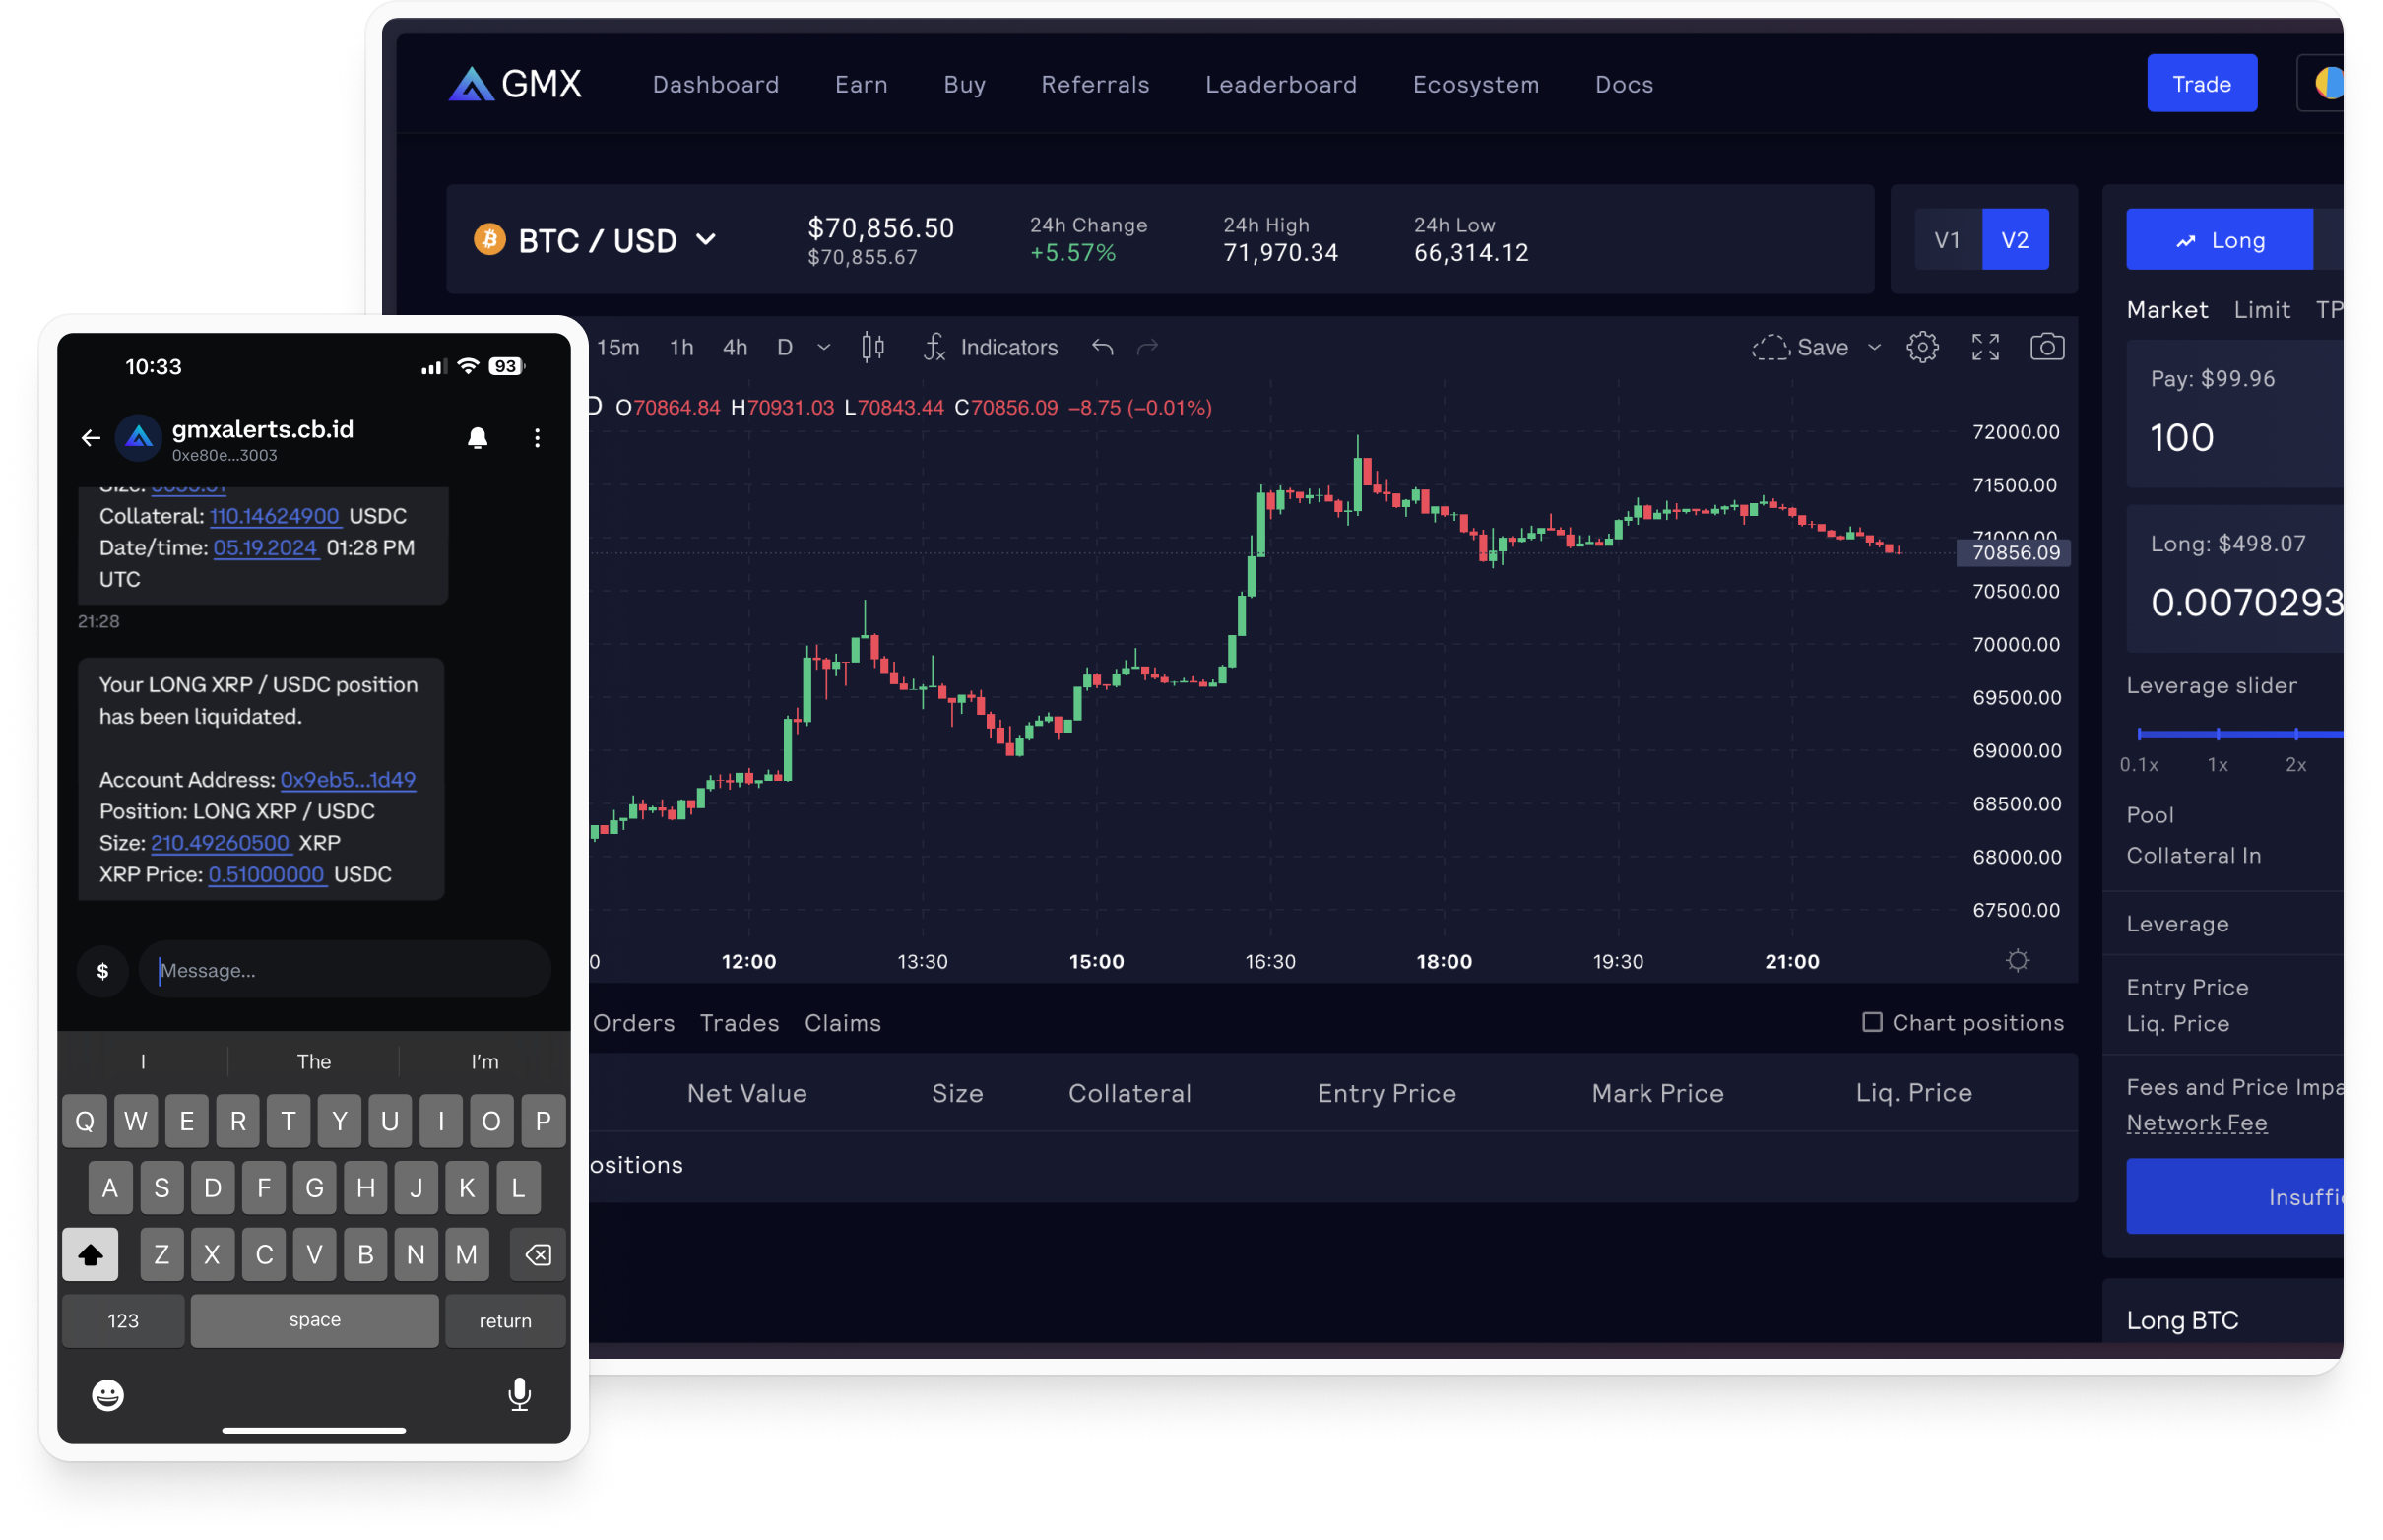 GMX
Dashboard
Earn
Buy
Referrals
Leaderboard
Ecosystem
Docs
Trade
BTC / USD
$70,856.50
$70,855.67
24h Change
+5.57%
24h High
71,970.34
24h Low
66,314.12
V1
V2
Long
Market
Limit
TP
15m
1h
4h
D
Indicators
Save
D O70864.84 H70931.03 L70843.44 C70856.09 −8.75 (−0.01%)
72000.00
71500.00
71000.00
70856.09
70500.00
70000.00
69500.00
69000.00
68500.00
68000.00
67500.00
0
12:00
13:30
15:00
16:30
18:00
19:30
21:00
Pay: $99.96
100
Long: $498.07
0.0070293
Leverage slider
0.1x
1x
2x
Pool
Collateral In
Leverage
Entry Price
Liq. Price
Fees and Price Impa
Network Fee
Insuffi
Long BTC
Orders
Trades
Claims
Chart positions
Net Value
Size
Collateral
Entry Price
Mark Price
Liq. Price
ositions
10:33
93
gmxalerts.cb.id
0xe80e...3003
Size:
Collateral: 110.14624900 USDC
Date/time: 05.19.2024 01:28 PM
UTC
21:28
Your LONG XRP / USDC position
has been liquidated.
Account Address: 0x9eb5...1d49
Position: LONG XRP / USDC
Size: 210.49260500 XRP
XRP Price: 0.51000000 USDC
$
Message...
I
The
I'm
Q W E R T Y U I O P
A S D F G H J K L
Z X C V B N M
123
space
return